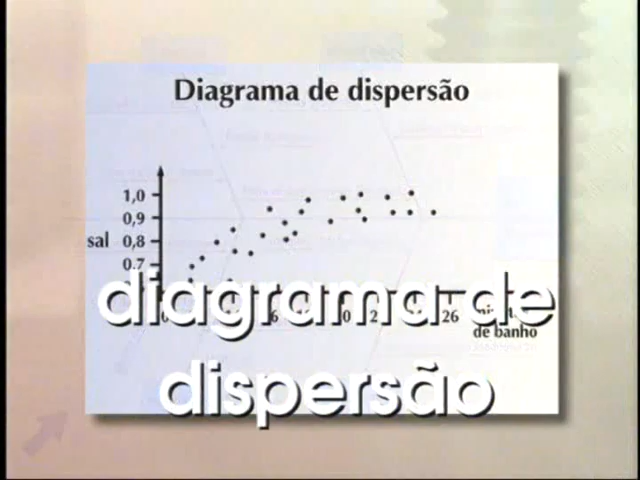 Diagrama de dispersão
1,0
0,9
sal 0,8
0,7
diagrama de
26
de banho
dispersão